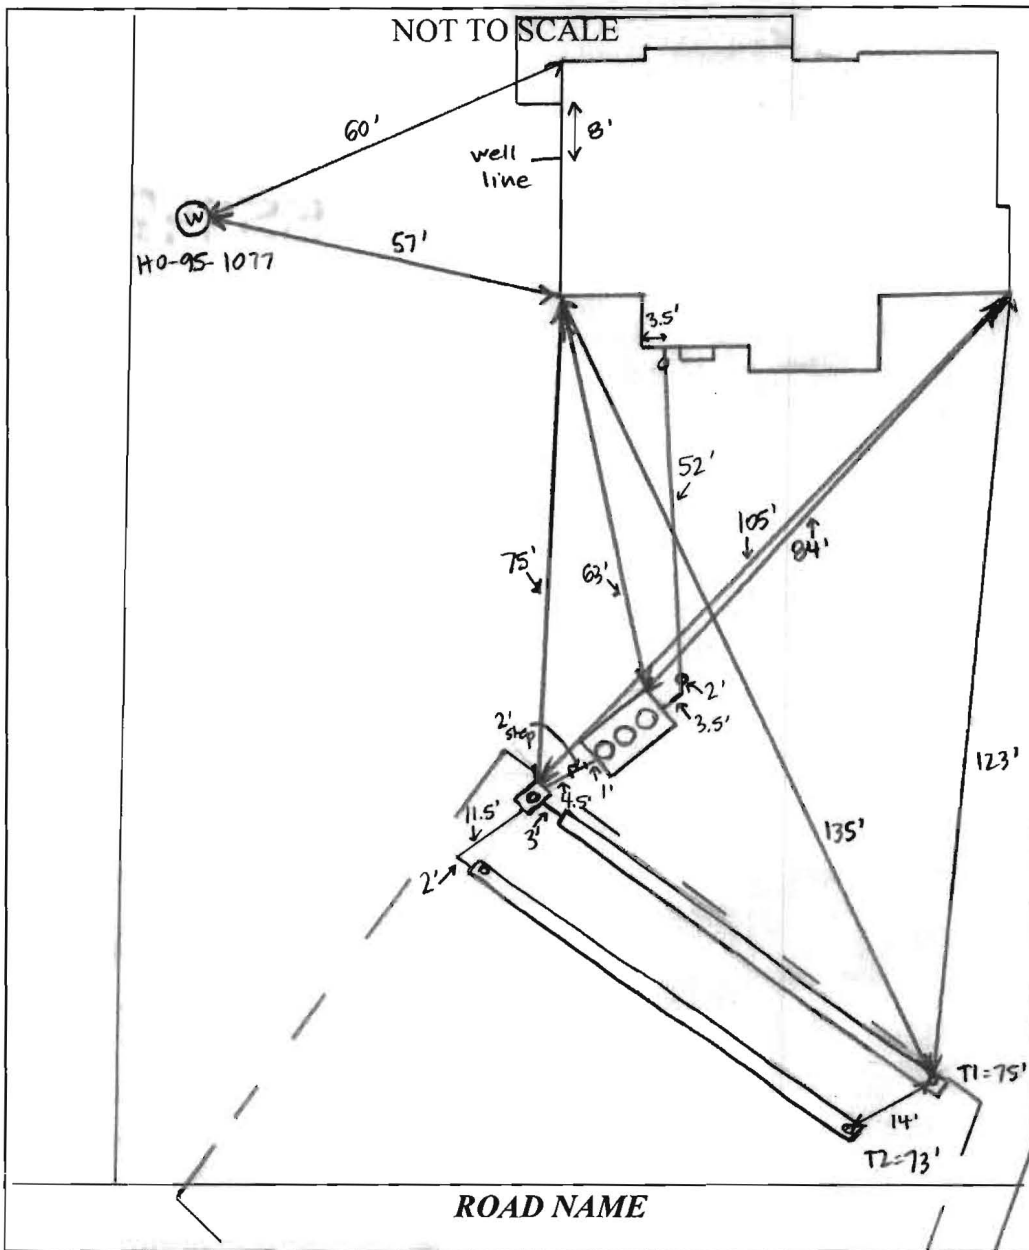 NOT TO SCALE
60'
8'
well
line
W
HO-95-1077
57'
3.5'
52'
105'
84'
75'
63'
2'
3.5'
2'
step
1'
4.5'
123'
11.5'
3'
135'
2'
T1=75'
14'
T2=73'
ROAD NAME